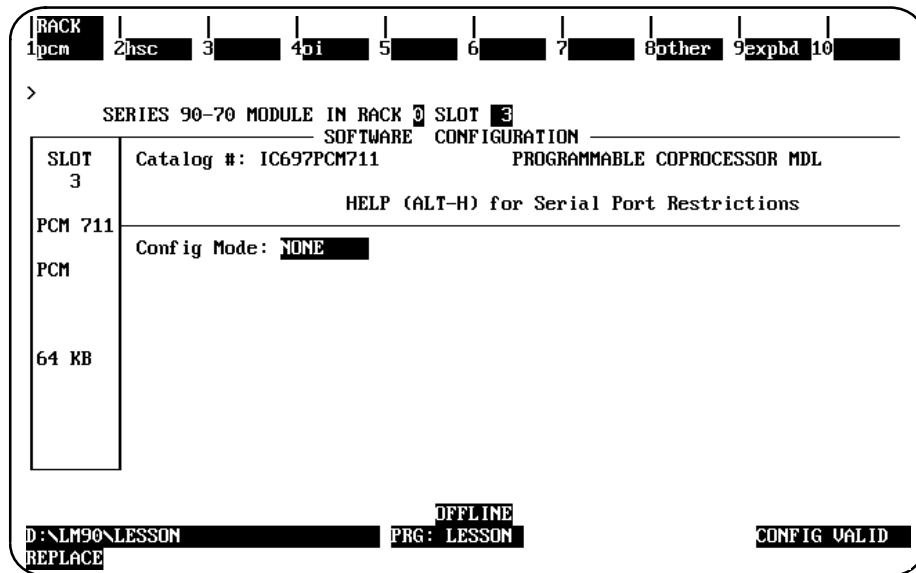 RACK
1pcm 2hsc 3 4oi 5 6 7 8other 9expbd 10
>
SERIES 90-70 MODULE IN RACK 0 SLOT 3
SOFTWARE CONFIGURATION
SLOT Catalog #: IC697PCM711 PROGRAMMABLE COPROCESSOR MDL
3
HELP (ALT-H) for Serial Port Restrictions
PCM 711
Config Mode: NONE
PCM
64 KB
OFFLINE
D:\LM90\LESSON PRG: LESSON CONFIG VALID
REPLACE